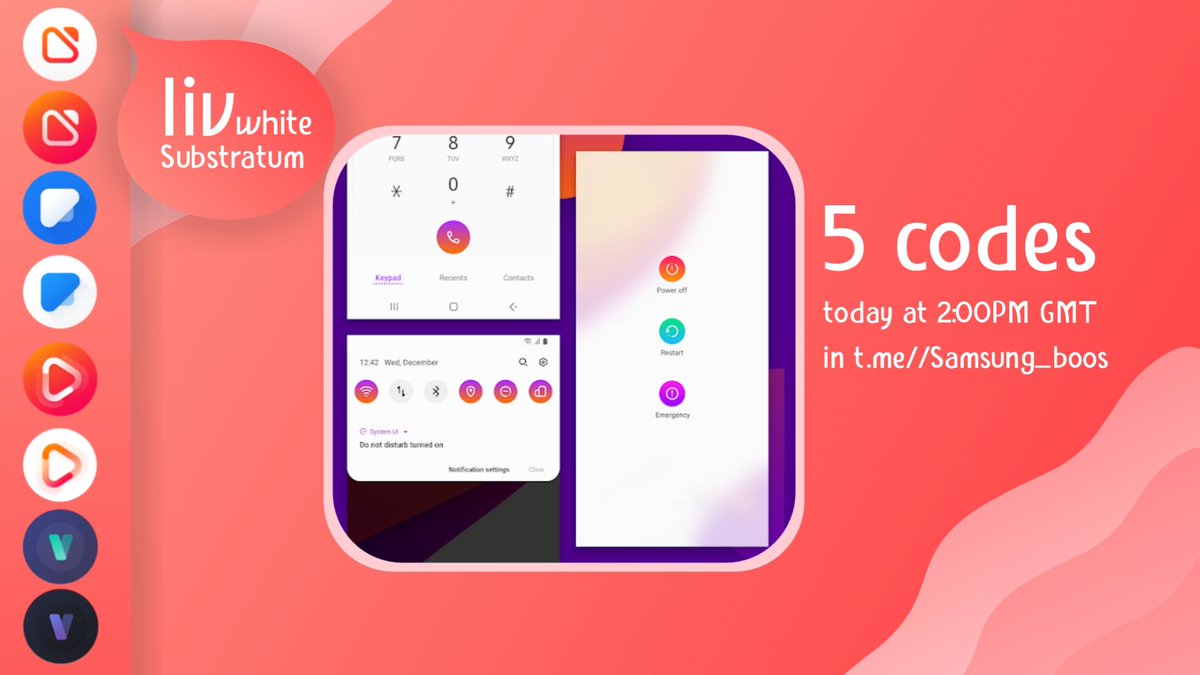 liv white
Substratum
7 8 9
PQRS TUV WXYZ
* 0 #
+
Keypad Recents Contacts
12:42 Wed, December
System UI
Do not disturb turned on
Notification settings Clear
Power off
Restart
Emergency
5 codes
today at 2:00PM GMT
in t.me//Samsung_boos